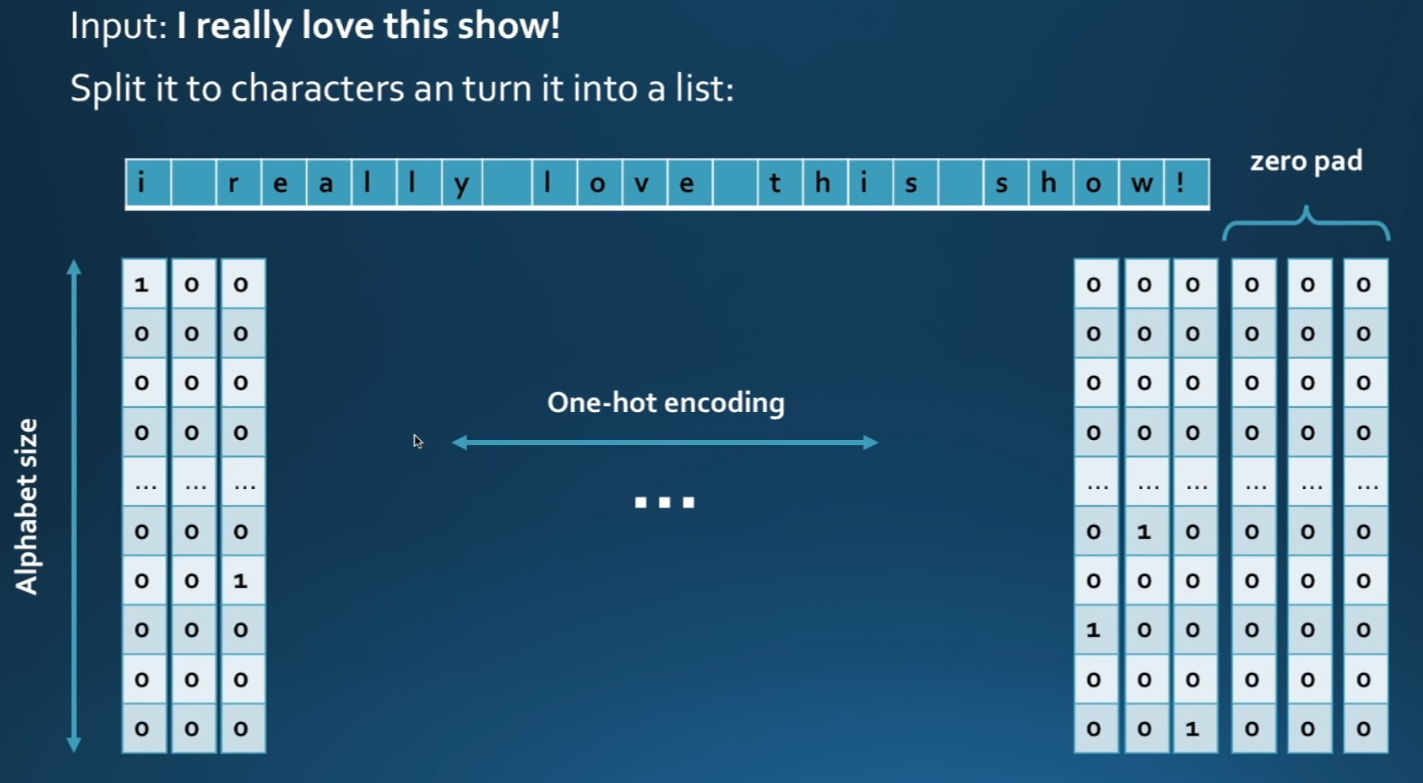 Input: I really love this show!
Split it to characters an turn it into a list:
zero pad
i r e a l l y l o v e t h i s s h o w !
1 0 0 0 0 0 0 0 0
0 0 0 0 0 0 0 0 0
0 0 0 0 0 0 0 0 0
One-hot encoding
0 0 0 0 0 0 0 0 0
... ... ... ... ... ... ... ... ...
...
0 0 0 0 1 0 0 0 0
Alphabet size
0 0 1 0 0 0 0 0 0
0 0 0 1 0 0 0 0 0
0 0 0 0 0 0 0 0 0
0 0 0 0 0 1 0 0 0